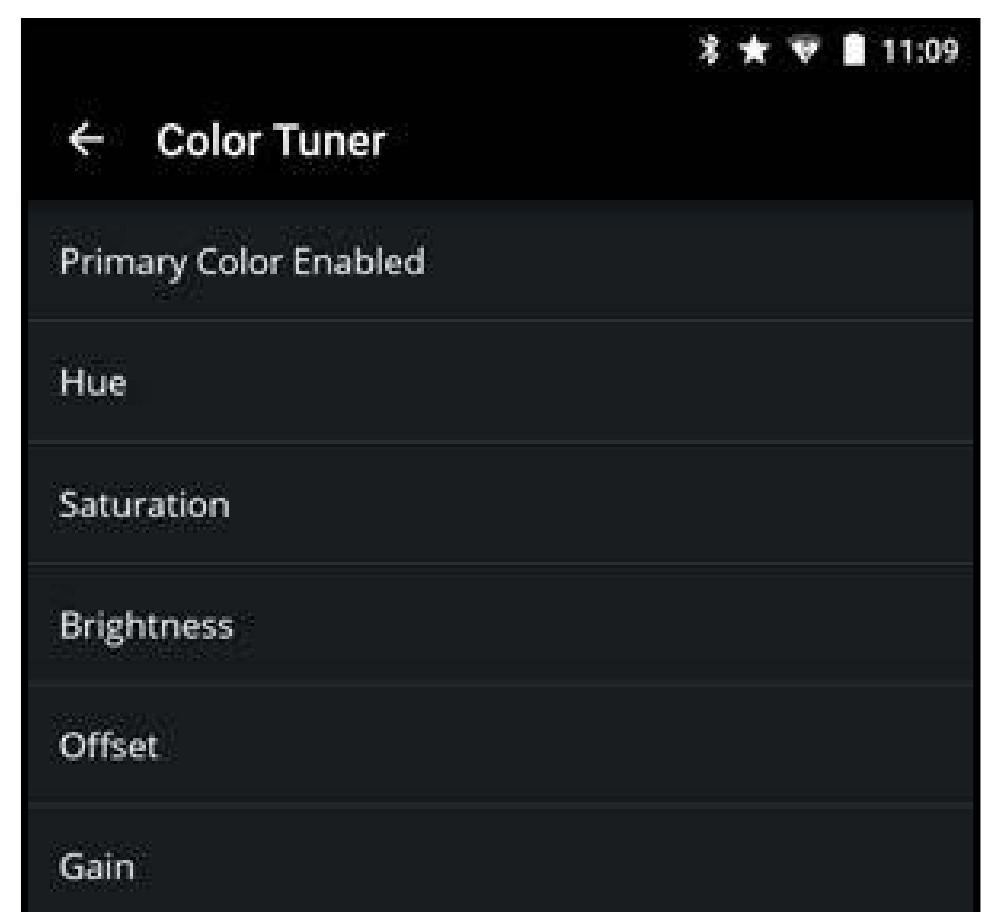 11:09
Color Tuner
Primary Color Enabled
Hue
Saturation
Brightness
Offset
Gain